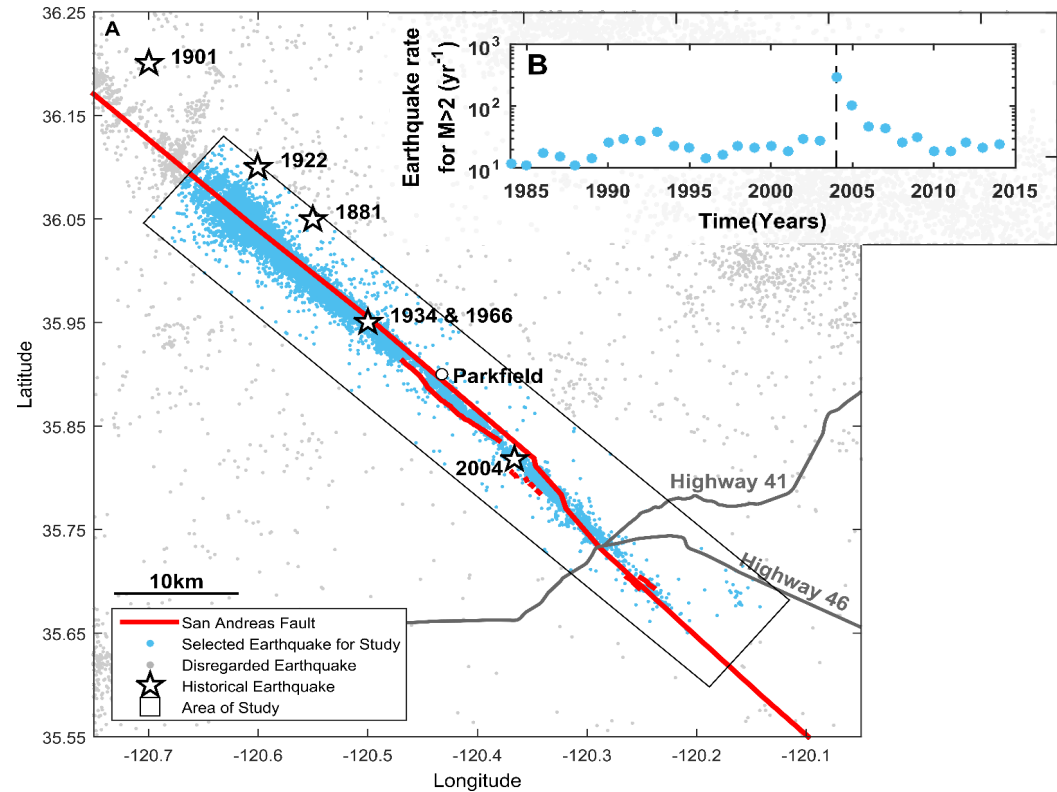 A
1901
1922
1881
1934 & 1966
Parkfield
2004
Highway 41
Highway 46
10km
San Andreas Fault
Selected Earthquake for Study
Disregarded Earthquake
Historical Earthquake
Area of Study
36.25
36.15
36.05
35.95
35.85
35.75
35.65
35.55
Latitude
-120.7
-120.6
-120.5
-120.4
-120.3
-120.2
-120.1
Longitude
B
Earthquake rate
for M>2 (yr⁻¹)
10³
10²
10¹
1985
1990
1995
2000
2005
2010
2015
Time(Years)